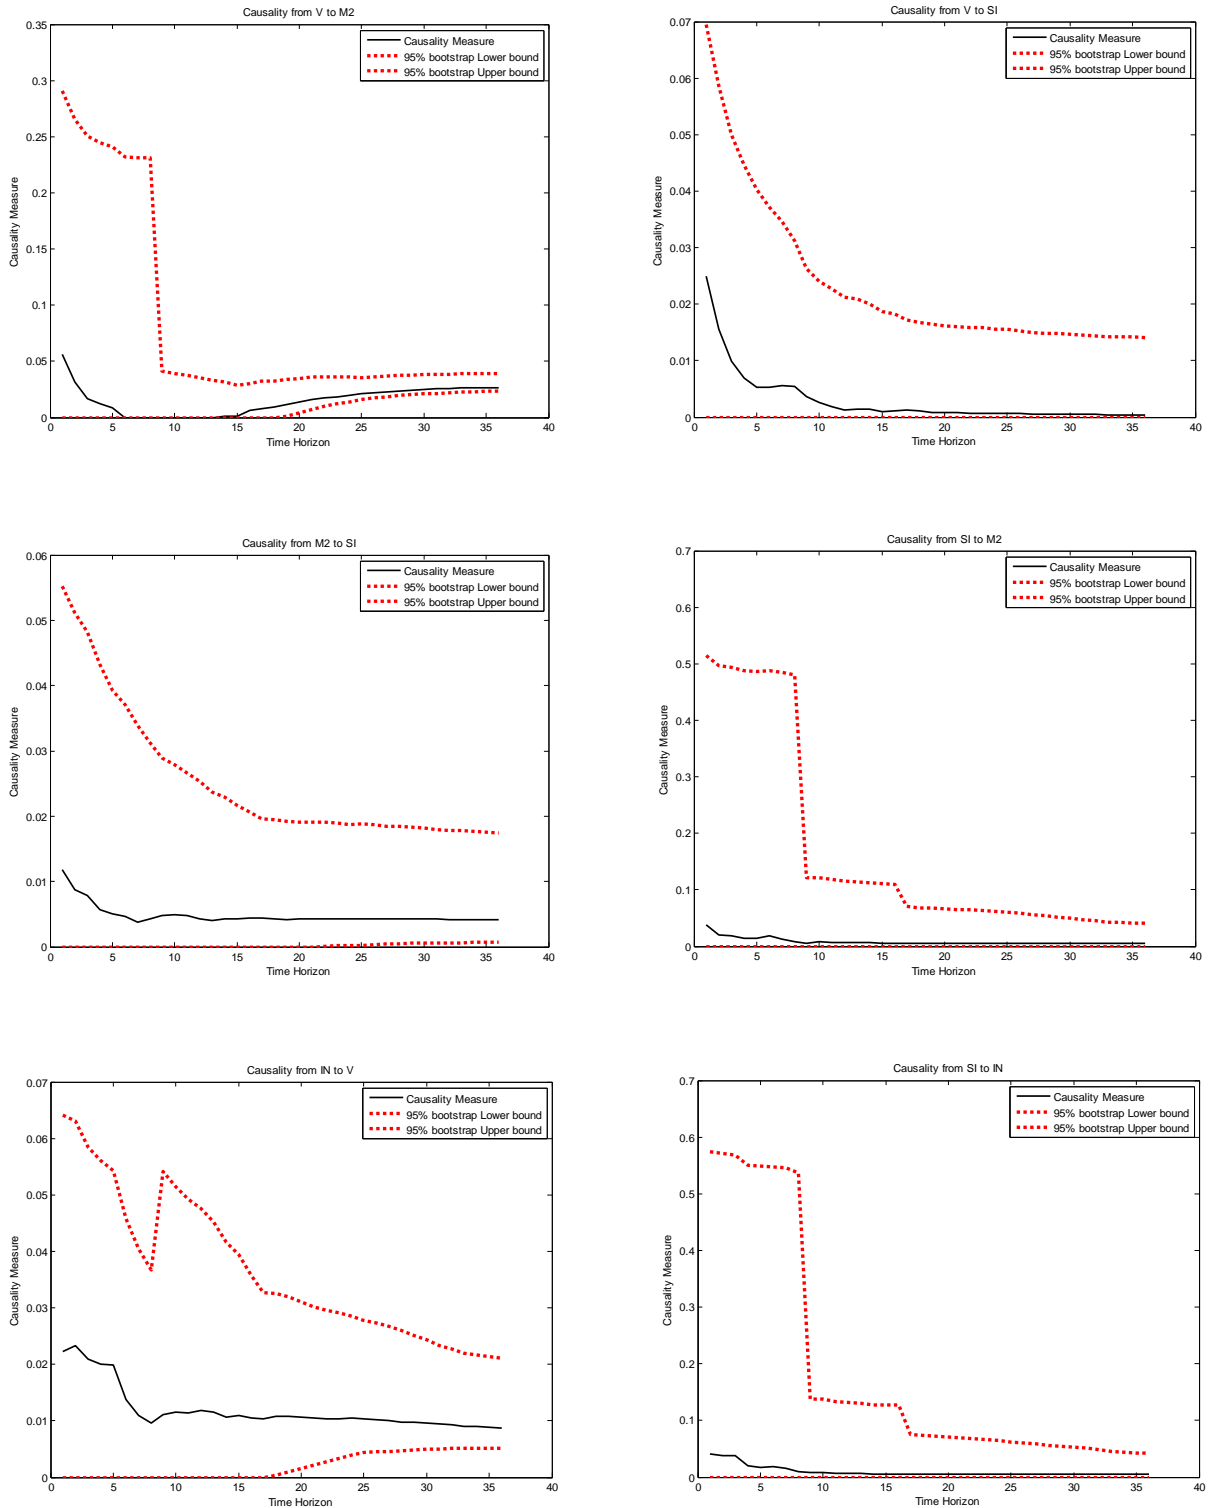 Causality from V to M2
0.35
0.3
0.25
0.2
0.15
0.1
0.05
0
Causality Measure
Causality Measure
95% bootstrap Lower bound
95% bootstrap Upper bound
0 5 10 15 20 25 30 35 40
Time Horizon
Causality from V to SI
0.07
0.06
0.05
0.04
0.03
0.02
0.01
0
Causality Measure
Causality Measure
95% bootstrap Lower bound
95% bootstrap Upper bound
0 5 10 15 20 25 30 35 40
Time Horizon
Causality from M2 to SI
0.06
0.05
0.04
0.03
0.02
0.01
0
Causality Measure
Causality Measure
95% bootstrap Lower bound
95% bootstrap Upper bound
0 5 10 15 20 25 30 35 40
Time Horizon
Causality from SI to M2
0.7
0.6
0.5
0.4
0.3
0.2
0.1
0
Causality Measure
Causality Measure
95% bootstrap Lower bound
95% bootstrap Upper bound
0 5 10 15 20 25 30 35 40
Time Horizon
Causality from IN to V
0.07
0.06
0.05
0.04
0.03
0.02
0.01
0
Causality Measure
Causality Measure
95% bootstrap Lower bound
95% bootstrap Upper bound
0 5 10 15 20 25 30 35 40
Time Horizon
Causality from SI to IN
0.7
0.6
0.5
0.4
0.3
0.2
0.1
0
Causality Measure
Causality Measure
95% bootstrap Lower bound
95% bootstrap Upper bound
0 5 10 15 20 25 30 35 40
Time Horizon